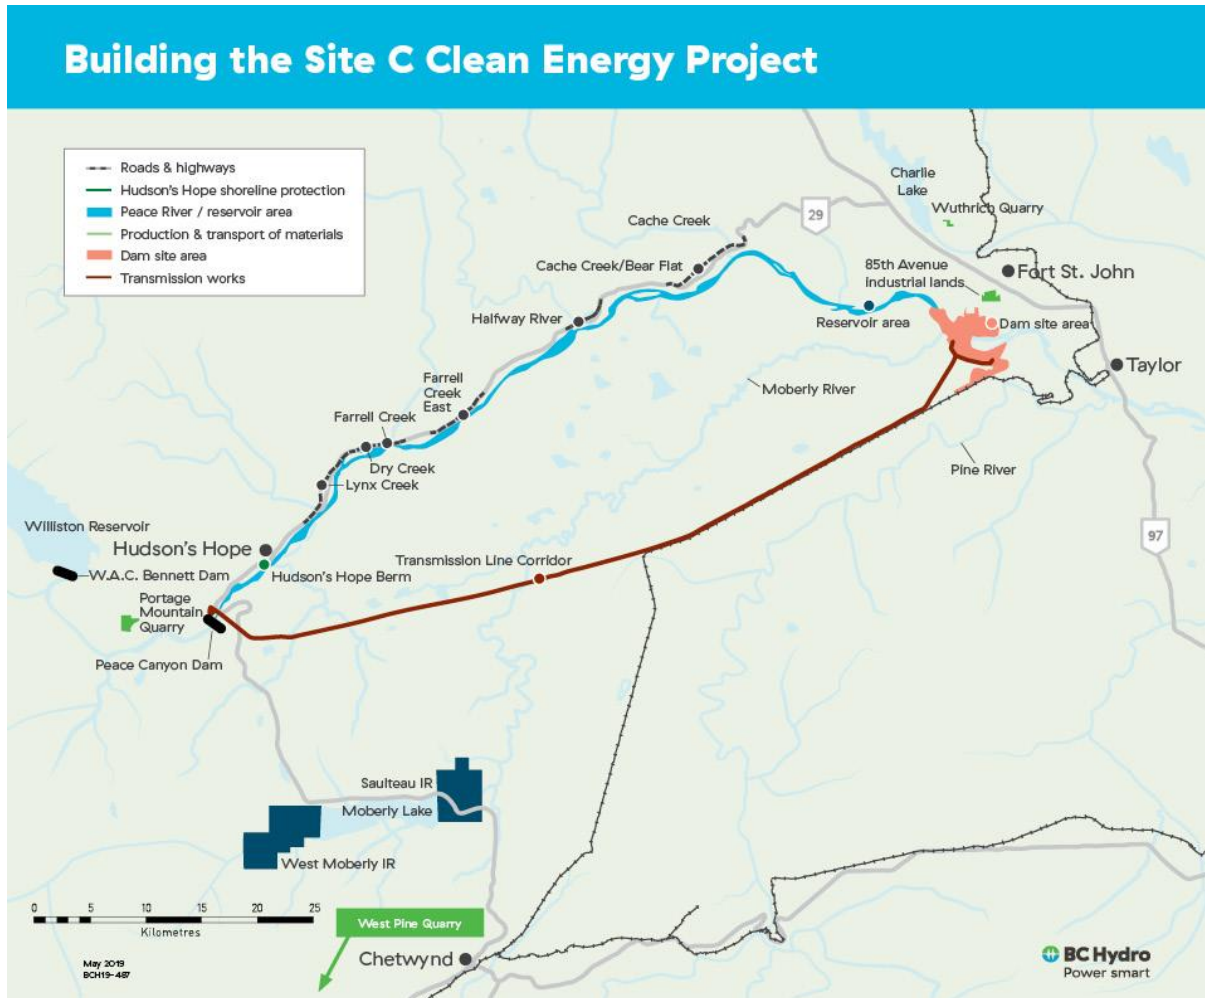 Building the Site C Clean Energy Project
Roads & highways
Hudson's Hope shoreline protection
Peace River / reservoir area
Production & transport of materials
Dam site area
Transmission works
Charlie
Lake
Wuthrich Quarry
Cache Creek
29
Cache Creek/Bear Flat
85th Avenue
industrial lands
Fort St. John
Halfway River
Reservoir area
Dam site area
Taylor
Moberly River
Farrell
Creek
East
Farrell Creek
Dry Creek
Lynx Creek
Pine River
Williston Reservoir
Hudson's Hope
97
W.A.C. Bennett Dam
Hudson's Hope Berm
Transmission Line Corridor
Portage
Mountain
Quarry
Peace Canyon Dam
Saulteau IR
Moberly Lake
West Moberly IR
0 5 10 15 20 25
Kilometres
West Pine Quarry
Chetwynd
May 2019
BCH19-487
BC Hydro
Power smart